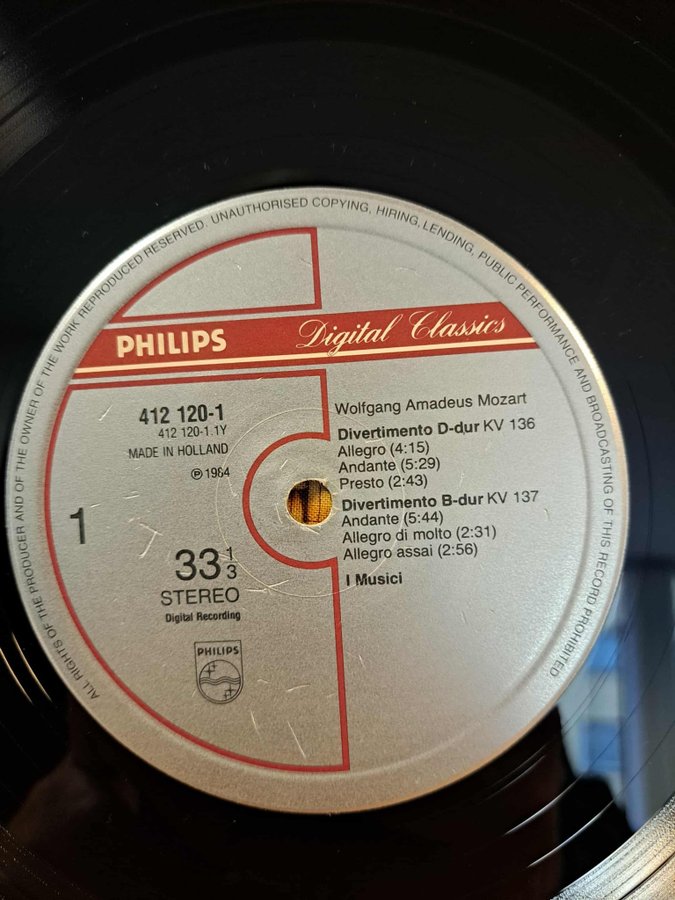 ALL RIGHTS OF THE PRODUCER AND OF THE OWNER OF THE WORK REPRODUCED RESERVED. UNAUTHORISED COPYING, HIRING, LENDING, PUBLIC PERFORMANCE AND BROADCASTING OF THIS RECORD PROHIBITED.
PHILIPS Digital Classics
412 120-1
412 120-1.1Y
MADE IN HOLLAND
℗ 1984
1
33 1/3
STEREO
Digital Recording
PHILIPS
Wolfgang Amadeus Mozart
Divertimento D-dur KV 136
Allegro (4:15)
Andante (5:29)
Presto (2:43)
Divertimento B-dur KV 137
Andante (5:44)
Allegro di molto (2:31)
Allegro assai (2:56)
I Musici